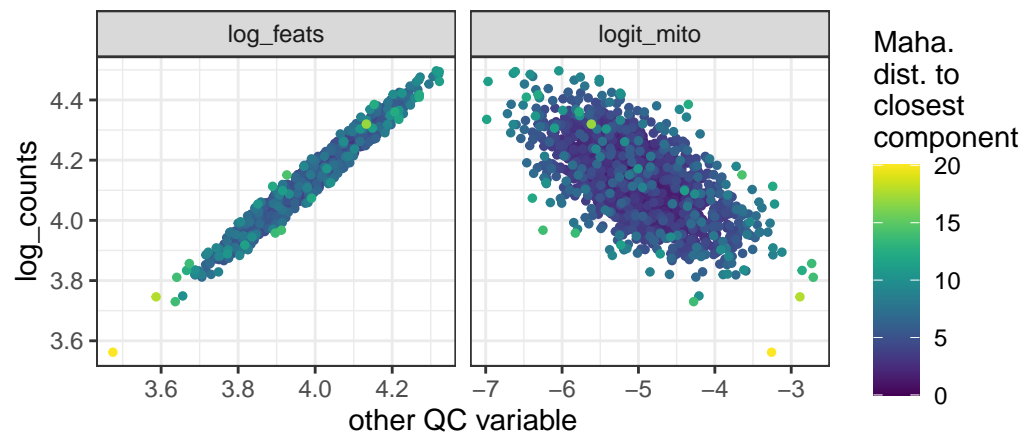 log_feats
logit_mito
log_counts
4.4
4.2
4.0
3.8
3.6
3.6
3.8
4.0
4.2
−7
−6
−5
−4
−3
other QC variable
Maha.
dist. to
closest
component
20
15
10
5
0